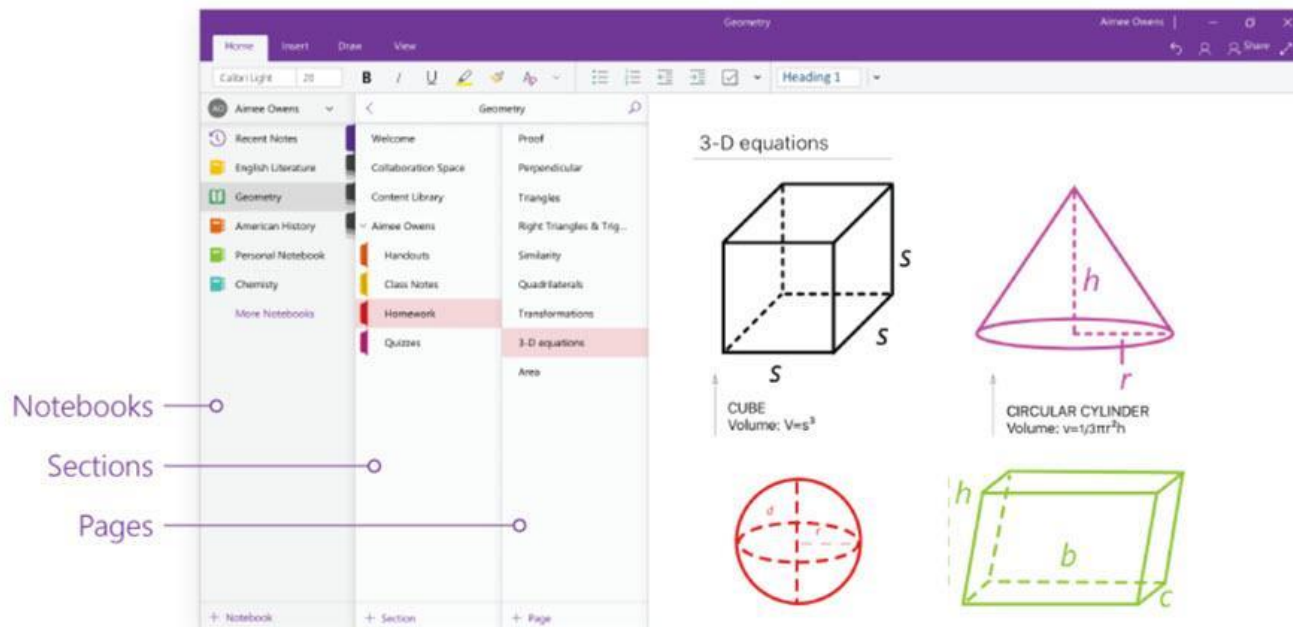 Geometry
Aimee Owens
Home Insert Draw View
Share
Calibri Light 20 B I U Heading 1
AO Aimee Owens
Geometry
Recent Notes
English Literature
Geometry
American History
Personal Notebook
Chemisty
More Notebooks
Welcome
Collaboration Space
Content Library
Aimee Owens
Handouts
Class Notes
Homework
Quizzes
Proof
Perpendicular
Triangles
Right Triangles & Trig...
Similarity
Quadrilaterals
Transformations
3-D equations
Area
3-D equations
S
S
S
CUBE
Volume: V=s³
h
r
CIRCULAR CYLINDER
Volume: v=1/3πr²h
d
r
h
b
c
Notebooks
Sections
Pages
+ Notebook
+ Section
+ Page